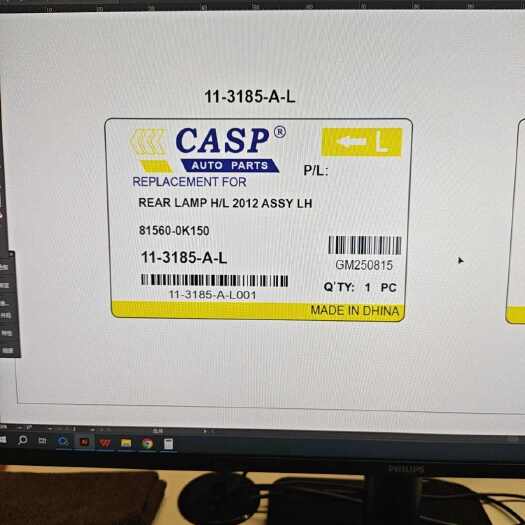 11-3185-A-L
CASP®
AUTO PARTS
L
P/L:
REPLACEMENT FOR
REAR LAMP H/L 2012 ASSY LH
81560-0K150
11-3185-A-L
GM250815
11-3185-A-L001
Q'TY: 1 PC
MADE IN DHINA
PHILIPS